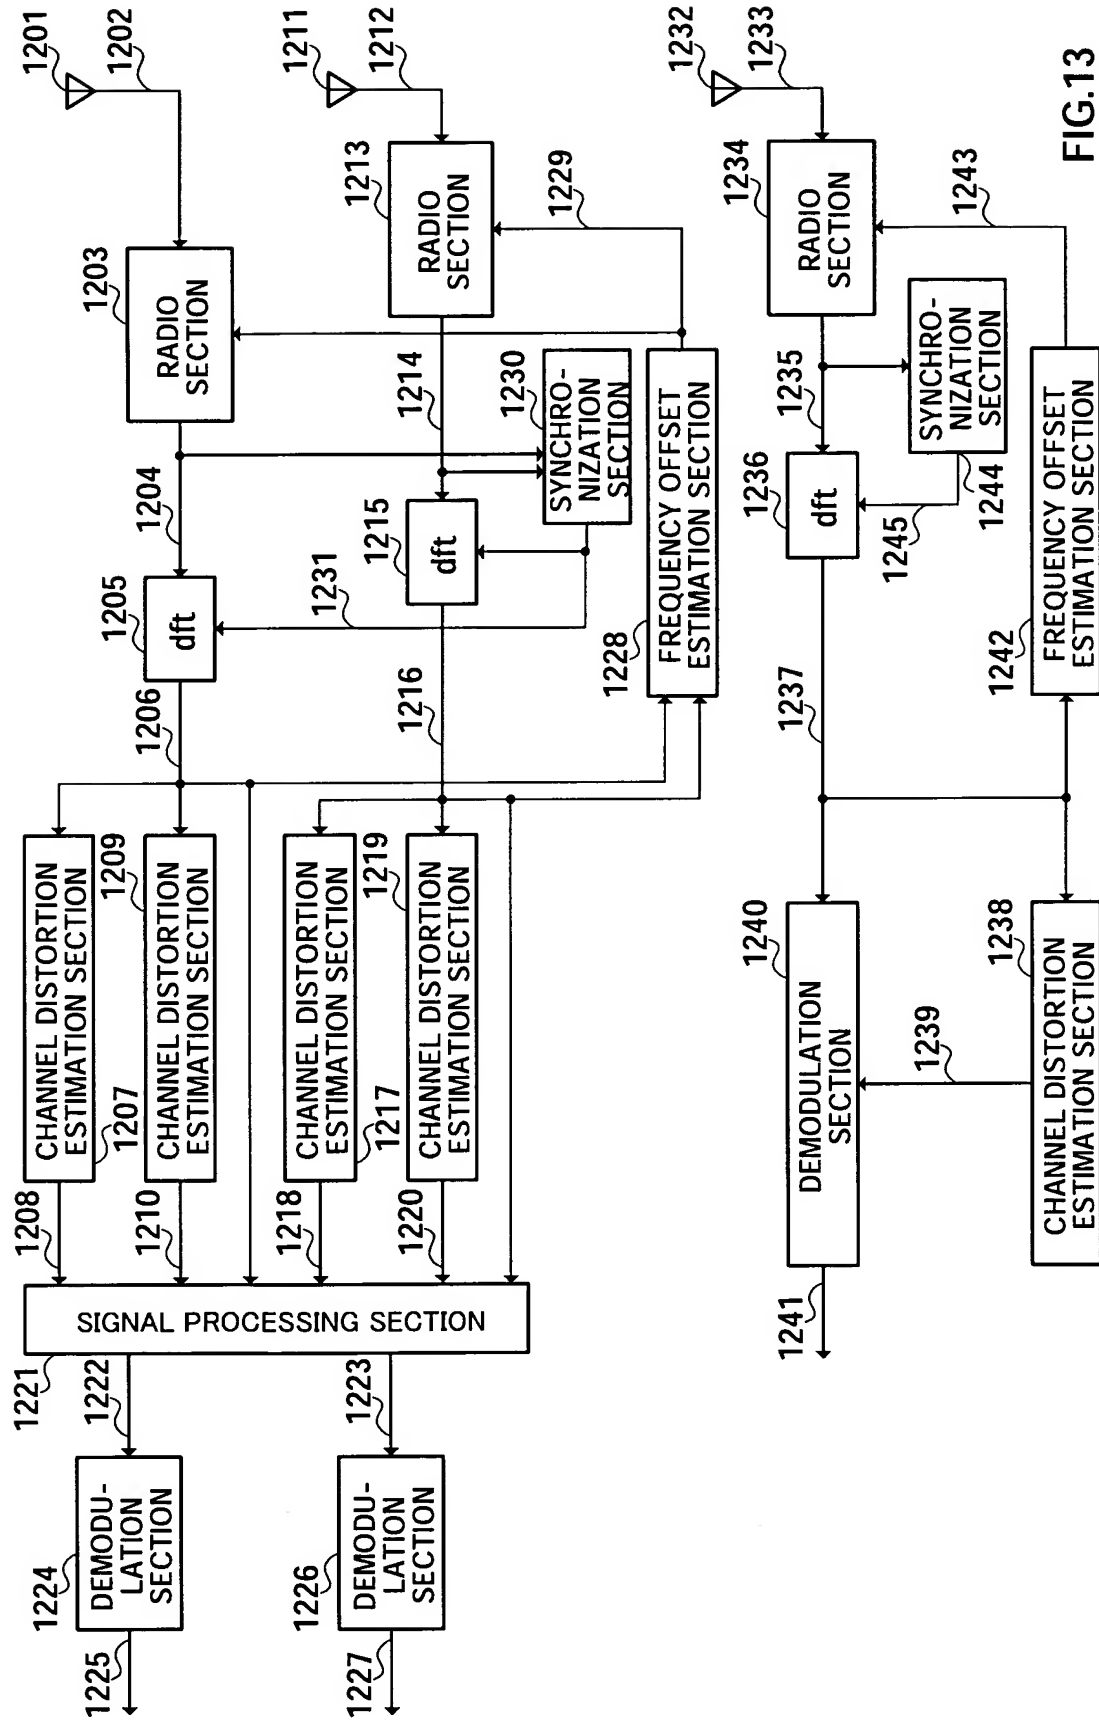 1201
1202
1203
RADIO
SECTION
1204
1205
dft
1206
1207
CHANNEL DISTORTION
ESTIMATION SECTION
1208
1209
CHANNEL DISTORTION
ESTIMATION SECTION
1210
1211
1212
1213
RADIO
SECTION
1214
1215
dft
1216
1217
CHANNEL DISTORTION
ESTIMATION SECTION
1218
1219
CHANNEL DISTORTION
ESTIMATION SECTION
1220
1221
SIGNAL PROCESSING SECTION
1222
1223
1224
DEMODU-
LATION
SECTION
1225
1226
DEMODU-
LATION
SECTION
1227
1228
FREQUENCY OFFSET
ESTIMATION SECTION
1229
1230
SYNCHRO-
NIZATION
SECTION
1231
1232
1233
1234
RADIO
SECTION
1235
1236
dft
1237
1238
CHANNEL DISTORTION
ESTIMATION SECTION
1239
1240
DEMODULATION
SECTION
1241
1242
FREQUENCY OFFSET
ESTIMATION SECTION
1243
1244
SYNCHRO-
NIZATION
SECTION
1245
FIG.13